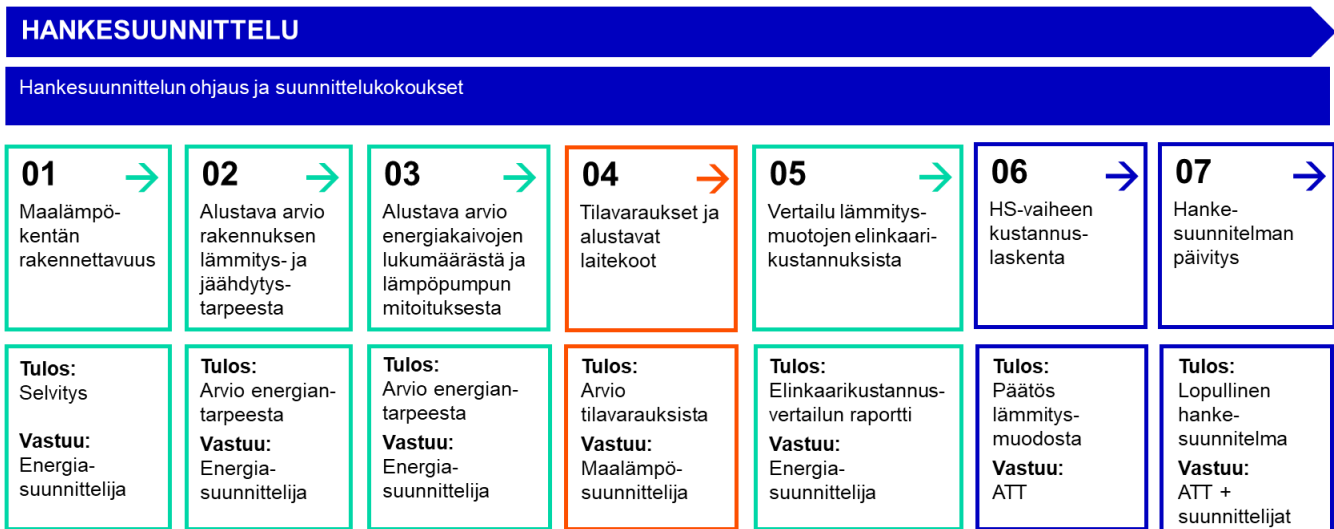 HANKESUUNNITTELU
Hankesuunnittelun ohjaus ja suunnittelukokoukset
01
Maalämpö-
kentän
rakennettavuus
Tulos:
Selvitys
Vastuu:
Energia-
suunnittelija
02
Alustava arvio
rakennuksen
lämmitys- ja
jäähdytys-
tarpeesta
Tulos:
Arvio energian-
tarpeesta
Vastuu:
Energia-
suunnittelija
03
Alustava arvio
energiakaivojen
lukumäärästä ja
lämpöpumpun
mitoituksesta
Tulos:
Arvio energian-
tarpeesta
Vastuu:
Energia-
suunnittelija
04
Tilavaraukset ja
alustavat
laitekoot
Tulos:
Arvio
tilavarauksista
Vastuu:
Maalämpö-
suunnittelija
05
Vertailu lämmitys-
muotojen elinkaari-
kustannuksista
Tulos:
Elinkaarikustannus-
vertailun raportti
Vastuu:
Energia-
suunnittelija
06
HS-vaiheen
kustannus-
laskenta
Tulos:
Päätös
lämmitys-
muodosta
Vastuu:
ATT
07
Hanke-
suunnitelman
päivitys
Tulos:
Lopullinen
hanke-
suunnitelma
Vastuu:
ATT +
suunnittelijat